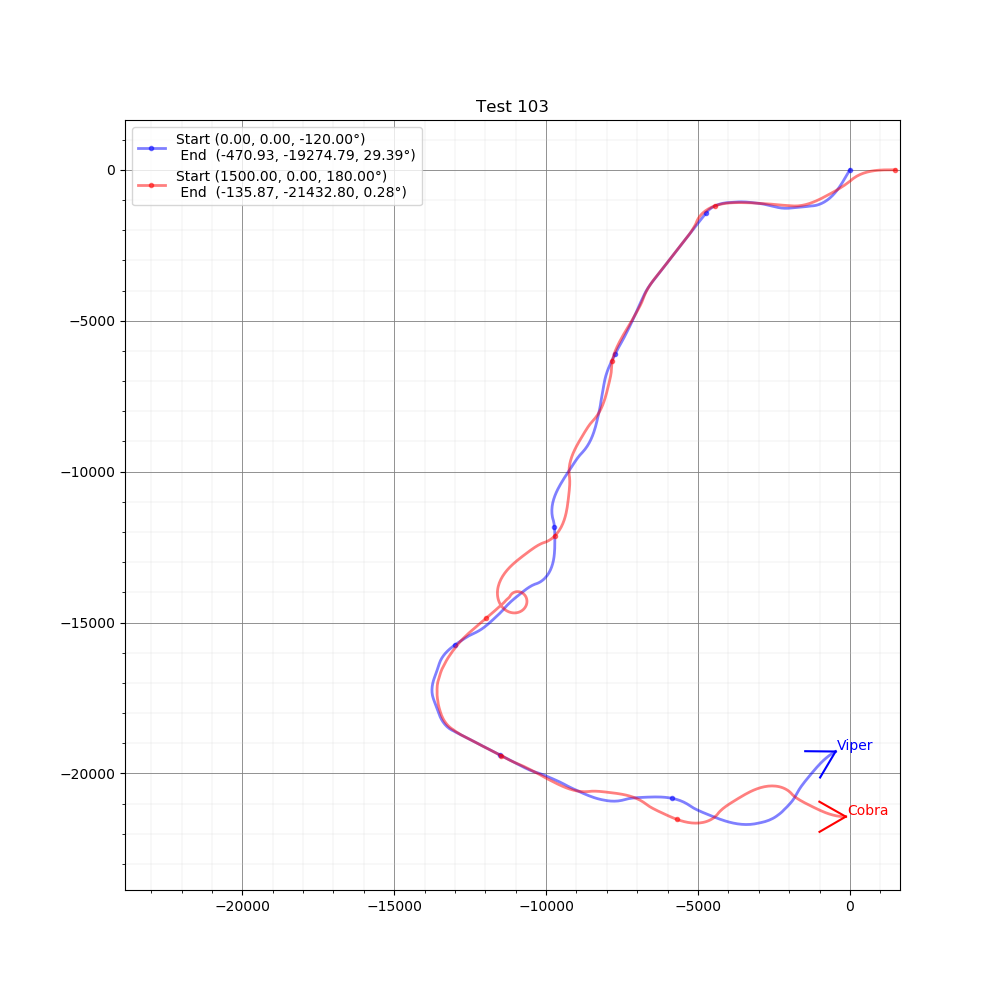 Test 103
Start (0.00, 0.00, -120.00°)
End (-470.93, -19274.79, 29.39°)
Start (1500.00, 0.00, 180.00°)
End (-135.87, -21432.80, 0.28°)
0
−5000
−10000
−15000
−20000
Viper
Cobra
−20000 −15000 −10000 −5000 0